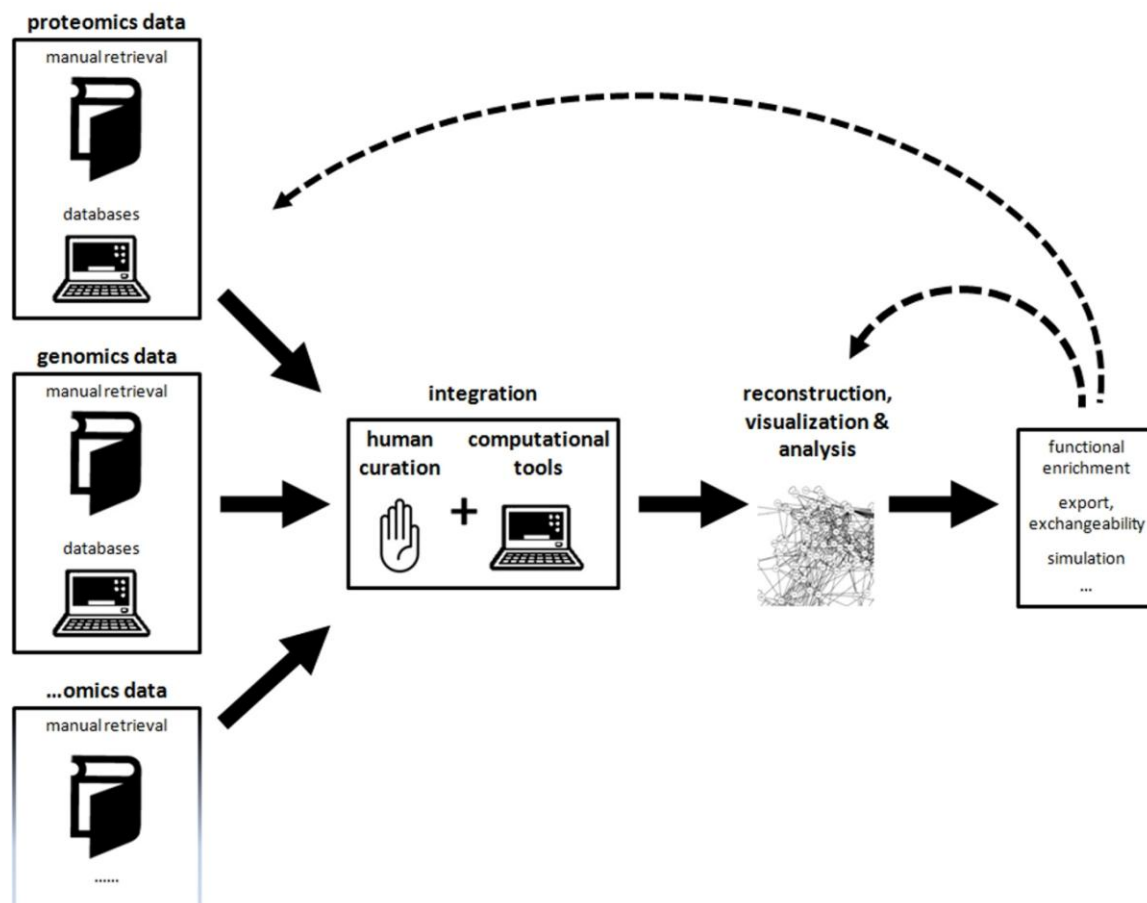 proteomics data
manual retrieval
databases
genomics data
manual retrieval
databases
...omics data
manual retrieval
......
integration
human
curation
+
computational
tools
reconstruction,
visualization &
analysis
functional
enrichment
export,
exchangeability
simulation
...